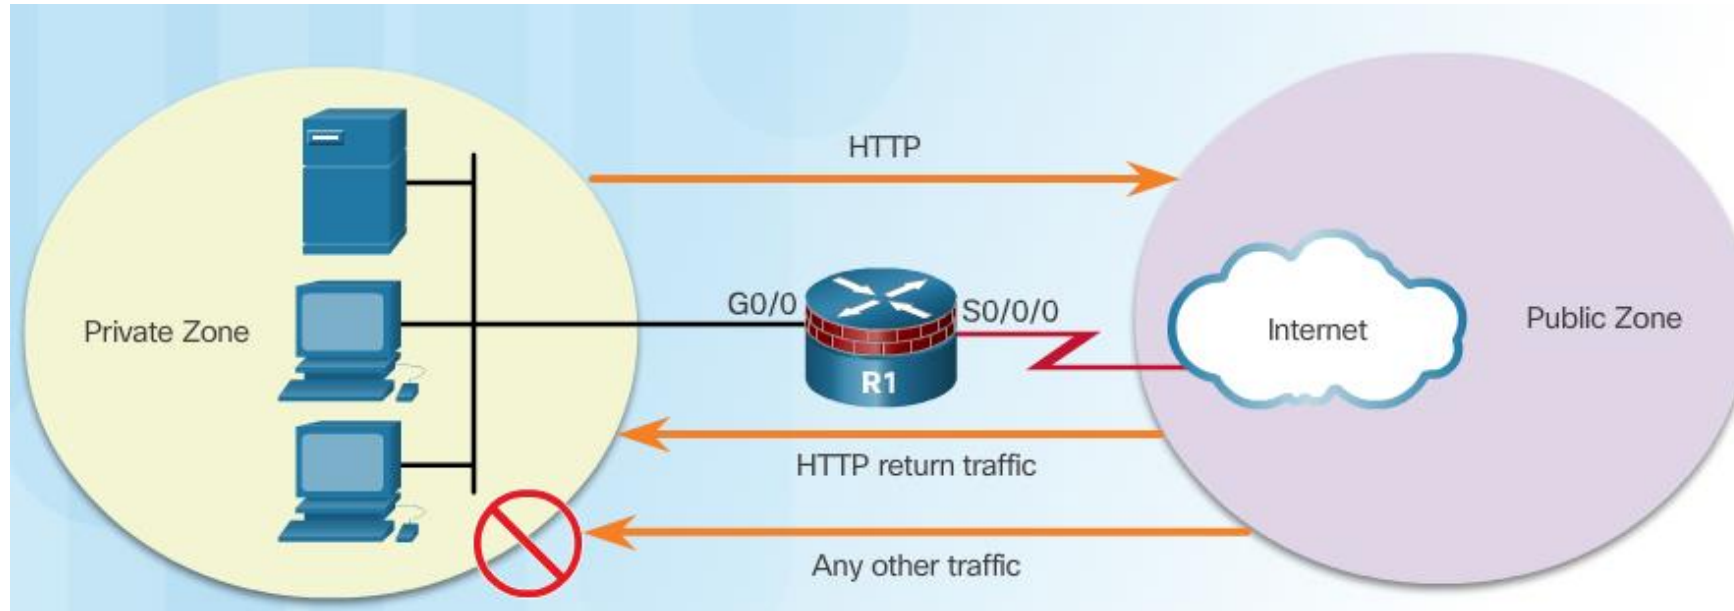 HTTP
G0/0
S0/0/0
Private Zone
Internet
Public Zone
R1
HTTP return traffic
Any other traffic